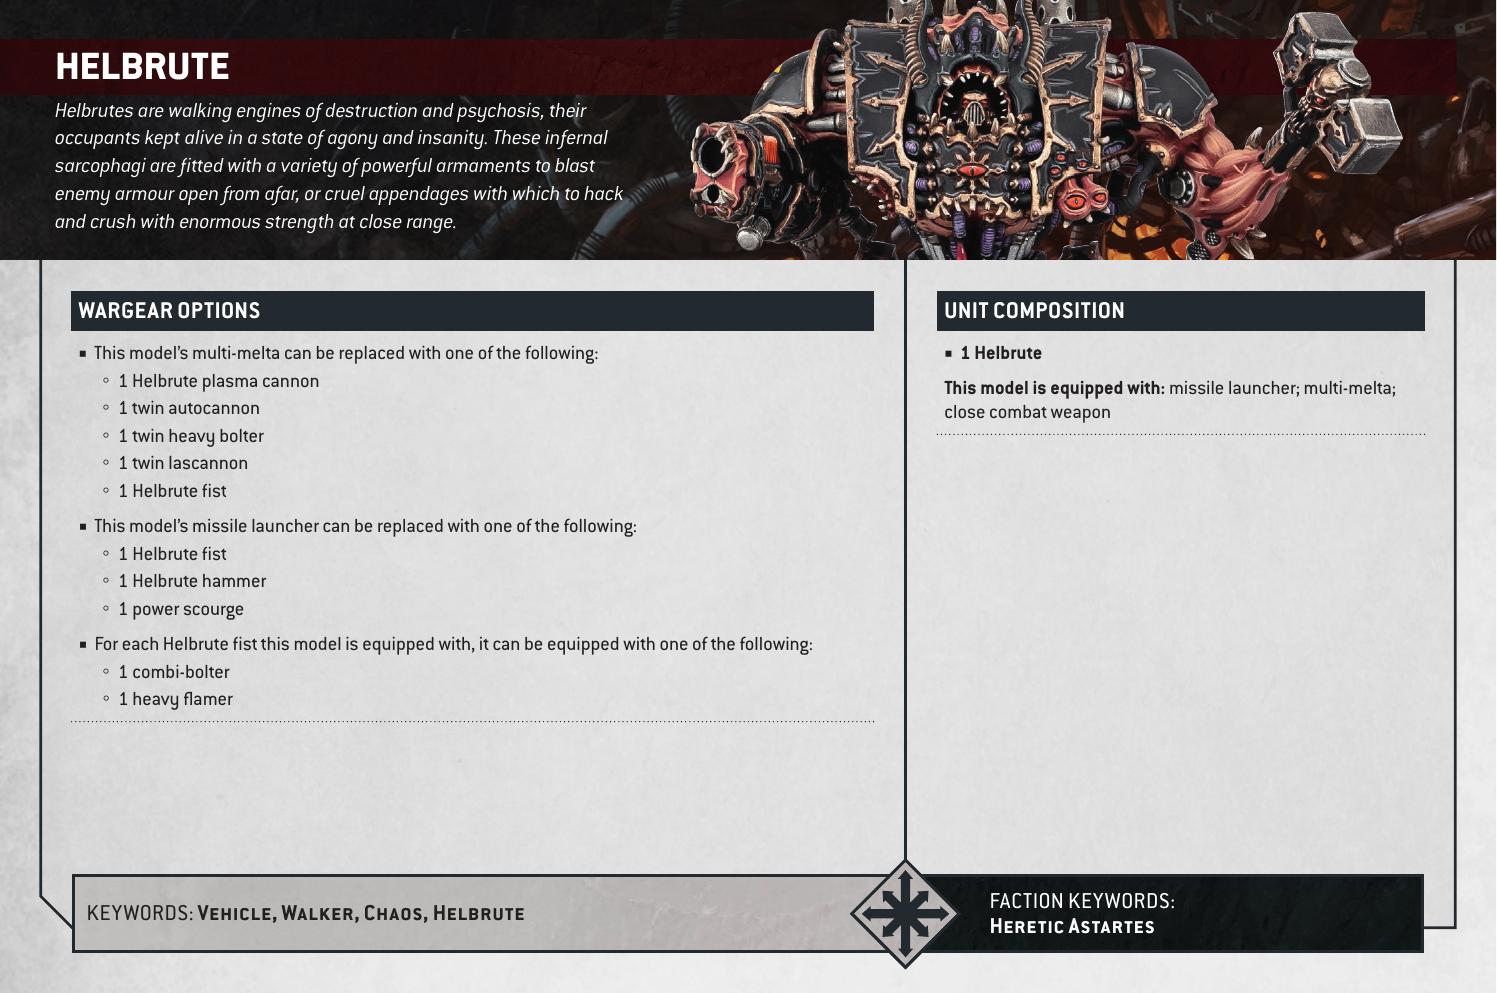 HELBRUTE
Helbrutes are walking engines of destruction and psychosis, their
occupants kept alive in a state of agony and insanity. These infernal
sarcophagi are fitted with a variety of powerful armaments to blast
enemy armour open from afar, or cruel appendages with which to hack
and crush with enormous strength at close range.
WARGEAR OPTIONS
▪ This model’s multi-melta can be replaced with one of the following:
◦ 1 Helbrute plasma cannon
◦ 1 twin autocannon
◦ 1 twin heavy bolter
◦ 1 twin lascannon
◦ 1 Helbrute fist
▪ This model’s missile launcher can be replaced with one of the following:
◦ 1 Helbrute fist
◦ 1 Helbrute hammer
◦ 1 power scourge
▪ For each Helbrute fist this model is equipped with, it can be equipped with one of the following:
◦ 1 combi-bolter
◦ 1 heavy flamer
UNIT COMPOSITION
▪ 1 Helbrute
This model is equipped with: missile launcher; multi-melta;
close combat weapon
KEYWORDS: VEHICLE, WALKER, CHAOS, HELBRUTE
FACTION KEYWORDS:
HERETIC ASTARTES